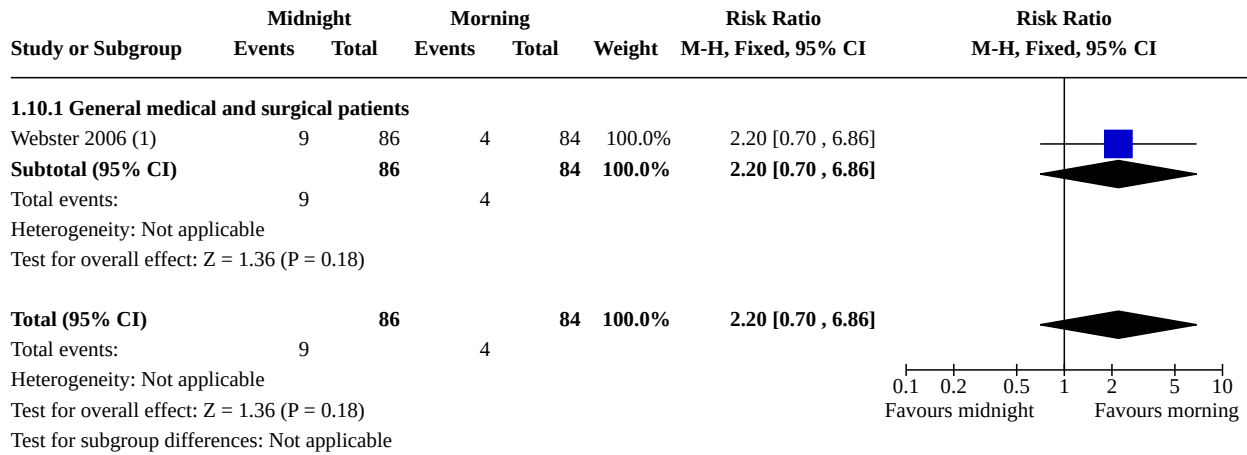 Midnight Morning Risk Ratio Risk Ratio
Study or Subgroup Events Total Events Total Weight M-H, Fixed, 95% CI M-H, Fixed, 95% CI
1.10.1 General medical and surgical patients
Webster 2006 (1) 9 86 4 84 100.0% 2.20 [0.70 , 6.86]
Subtotal (95% CI) 86 84 100.0% 2.20 [0.70 , 6.86]
Total events: 9 4
Heterogeneity: Not applicable
Test for overall effect: Z = 1.36 (P = 0.18)
Total (95% CI) 86 84 100.0% 2.20 [0.70 , 6.86]
Total events: 9 4
Heterogeneity: Not applicable
0.1 0.2 0.5 1 2 5 10
Test for overall effect: Z = 1.36 (P = 0.18) Favours midnight Favours morning
Test for subgroup differences: Not applicable